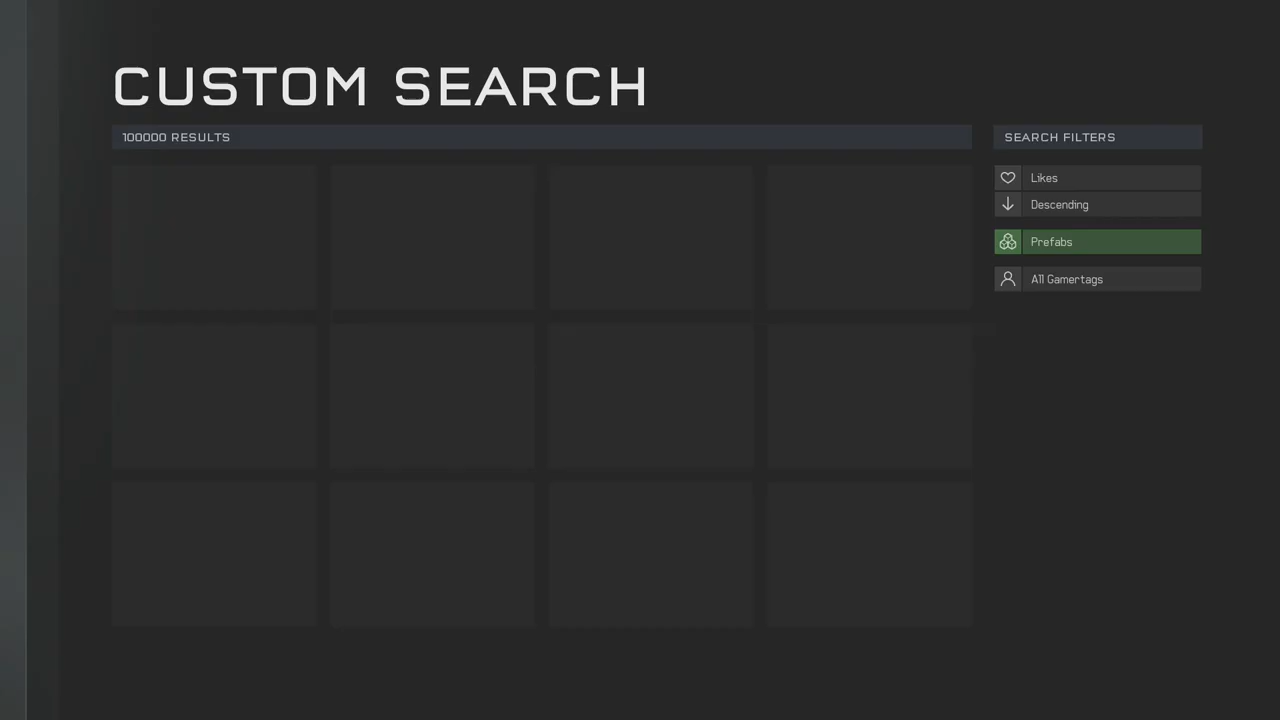 CUSTOM SEARCH
100000 RESULTS
SEARCH FILTERS
Likes
Descending
Prefabs
All Gamertags